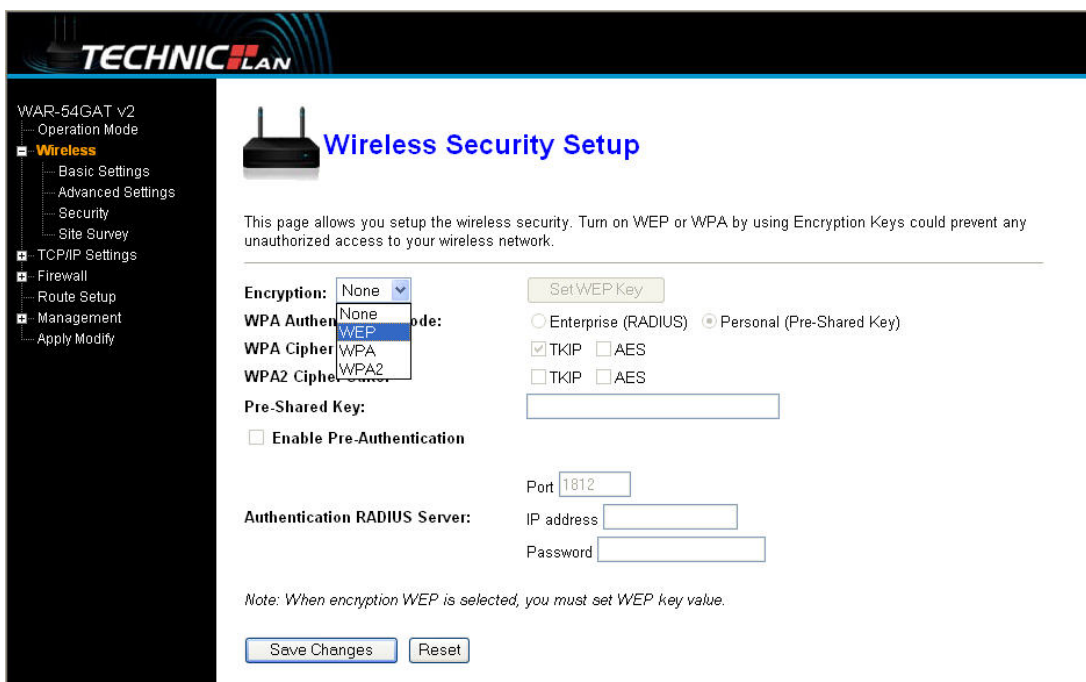 TECHNIC LAN
WAR-54GAT v2
Operation Mode
Wireless
Basic Settings
Advanced Settings
Security
Site Survey
TCP/IP Settings
Firewall
Route Setup
Management
Apply Modify
Wireless Security Setup
This page allows you setup the wireless security. Turn on WEP or WPA by using Encryption Keys could prevent any
unauthorized access to your wireless network.
Encryption: None Set WEP Key
None
WEP
WPA
WPA2
WPA ode: Enterprise (RADIUS) Personal (Pre-Shared Key)
WPA Cipher TKIP AES
WPA2 TKIP AES
Pre-Shared Key:
Enable Pre-Authentication
Port 1812
Authentication RADIUS Server: IP address
Password
Note: When encryption WEP is selected, you must set WEP key value.
Save Changes Reset